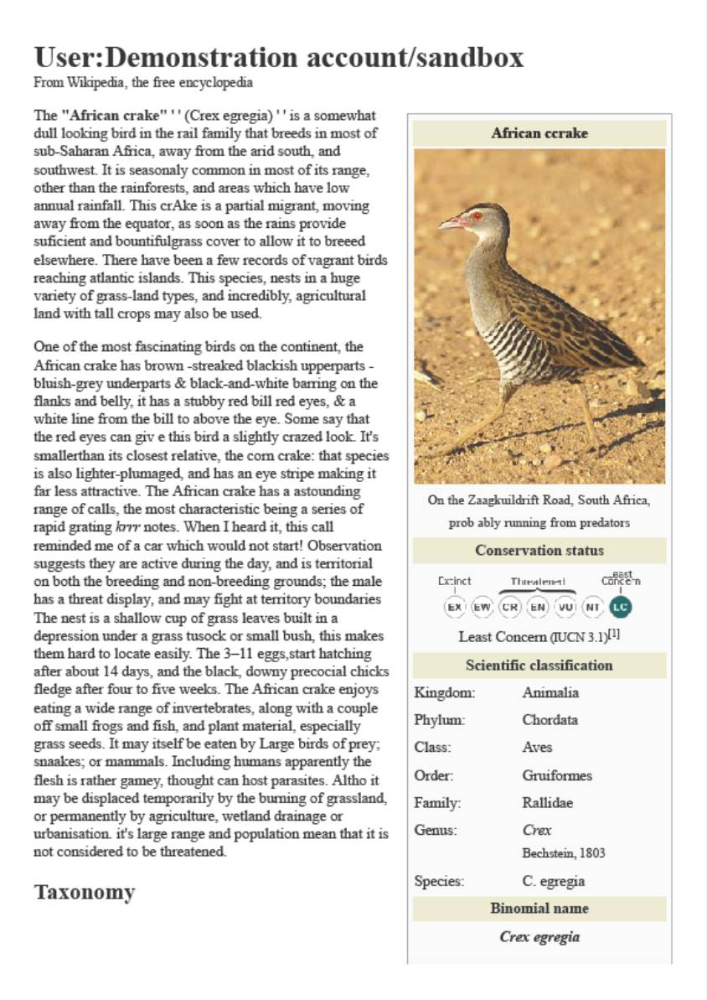 User:Demonstration account/sandbox
From Wikipedia, the free encyclopedia
The "African crake" ' ' (Crex egregia) ' ' is a somewhat
dull looking bird in the rail family that breeds in most of
sub-Saharan Africa, away from the arid south, and
southwest. It is seasonaly common in most of its range,
other than the rainforests, and areas which have low
annual rainfall. This crAke is a partial migrant, moving
away from the equator, as soon as the rains provide
suficient and bountifulgrass cover to allow it to breeed
elsewhere. There have been a few records of vagrant birds
reaching atlantic islands. This species, nests in a huge
variety of grass-land types, and incredibly, agricultural
land with tall crops may also be used.
One of the most fascinating birds on the continent, the
African crake has brown -streaked blackish upperparts -
bluish-grey underparts & black-and-white barring on the
flanks and belly, it has a stubby red bill red eyes, & a
white line from the bill to above the eye. Some say that
the red eyes can giv e this bird a slightly crazed look. It's
smallerthan its closest relative, the corn crake: that species
is also lighter-plumaged, and has an eye stripe making it
far less attractive. The African crake has a astounding
range of calls, the most characteristic being a series of
rapid grating krrr notes. When I heard it, this call
reminded me of a car which would not start! Observation
suggests they are active during the day, and is territorial
on both the breeding and non-breeding grounds; the male
has a threat display, and may fight at territory boundaries
The nest is a shallow cup of grass leaves built in a
depression under a grass tusock or small bush, this makes
them hard to locate easily. The 3–11 eggs,start hatching
after about 14 days, and the black, downy precocial chicks
fledge after four to five weeks. The African crake enjoys
eating a wide range of invertebrates, along with a couple
off small frogs and fish, and plant material, especially
grass seeds. It may itself be eaten by Large birds of prey;
snaakes; or mammals. Including humans apparently the
flesh is rather gamey, thought can host parasites. Altho it
may be displaced temporarily by the burning of grassland,
or permanently by agriculture, wetland drainage or
urbanisation. it's large range and population mean that it is
not considered to be threatened.
Taxonomy
African ccrake
On the Zaagkuildrift Road, South Africa,
prob ably running from predators
Conservation status
Extinct Threatened Least Concern
EX EW CR EN VU NT LC
Least Concern (IUCN 3.1)[1]
Scientific classification
Kingdom: Animalia
Phylum: Chordata
Class: Aves
Order: Gruiformes
Family: Rallidae
Genus: Crex
Bechstein, 1803
Species: C. egregia
Binomial name
Crex egregia